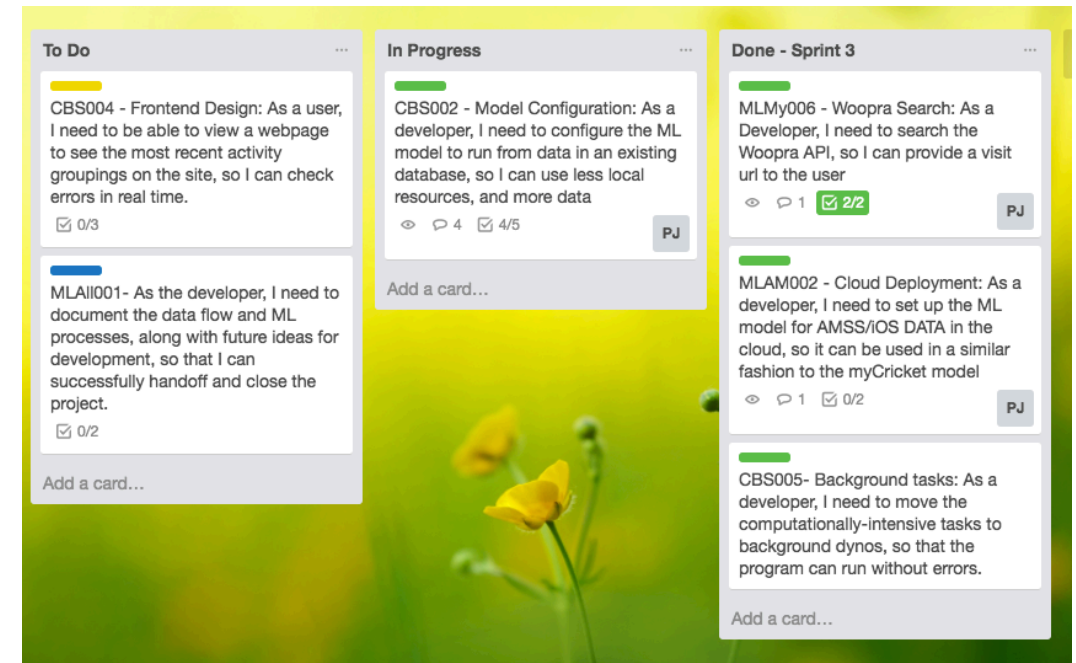 To Do
CBS004 - Frontend Design: As a user,
I need to be able to view a webpage
to see the most recent activity
groupings on the site, so I can check
errors in real time.
0/3
MLAll001- As the developer, I need to
document the data flow and ML
processes, along with future ideas for
development, so that I can
successfully handoff and close the
project.
0/2
Add a card...
In Progress
CBS002 - Model Configuration: As a
developer, I need to configure the ML
model to run from data in an existing
database, so I can use less local
resources, and more data
4 4/5
PJ
Add a card...
Done - Sprint 3
MLMy006 - Woopra Search: As a
Developer, I need to search the
Woopra API, so I can provide a visit
url to the user
1 2/2
PJ
MLAM002 - Cloud Deployment: As a
developer, I need to set up the ML
model for AMSS/iOS DATA in the
cloud, so it can be used in a similar
fashion to the myCricket model
1 0/2
PJ
CBS005- Background tasks: As a
developer, I need to move the
computationally-intensive tasks to
background dynos, so that the
program can run without errors.
Add a card...